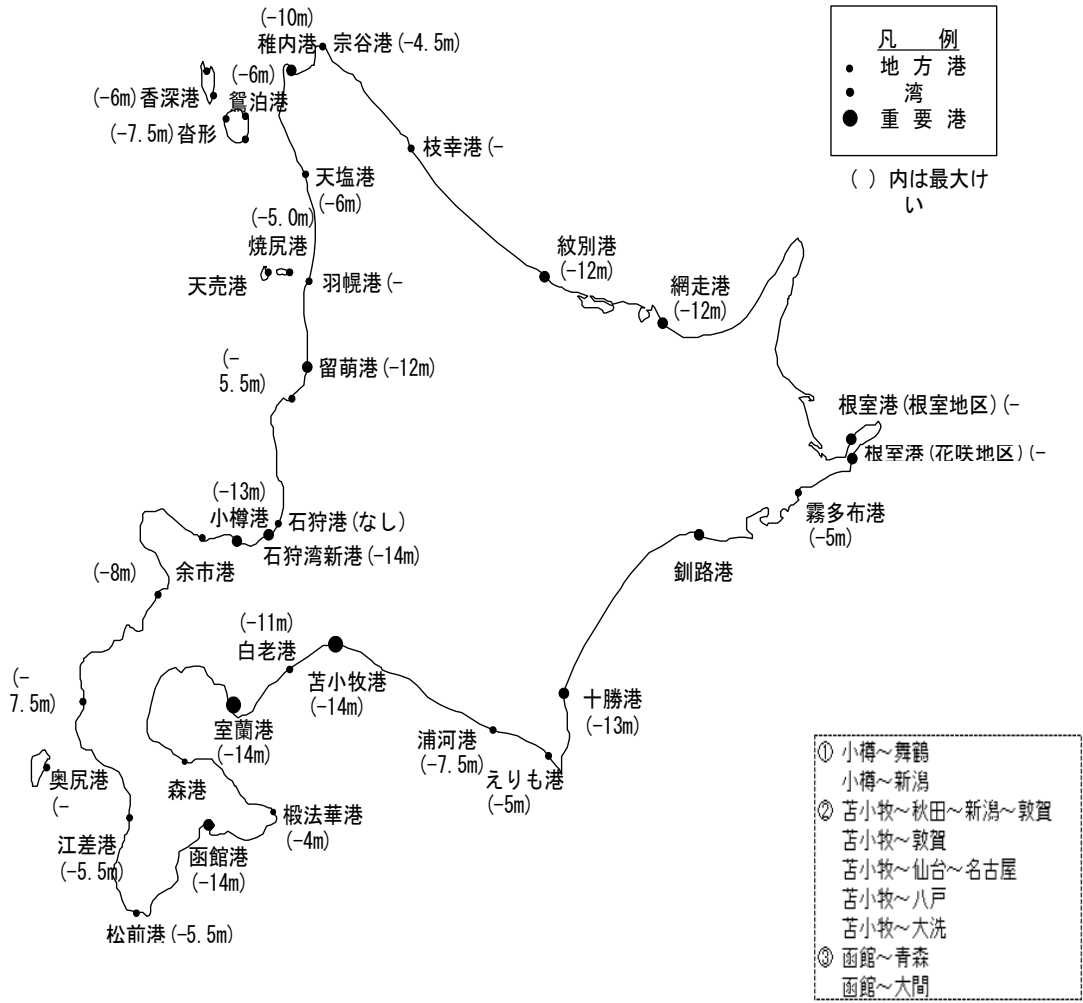 (-10m)
稚内港
宗谷港(-4.5m)
(-6m)
鴛泊港
(-6m)香深港
(-7.5m)沓形
枝幸港(-
天塩港
(-6m)
(-5.0m)
焼尻港
天売港
羽幌港(-
紋別港
(-12m)
網走港
(-12m)
(-
5.5m)
留萌港(-12m)
根室港(根室地区)(-
根室港(花咲地区)(-
霧多布港
(-5m)
釧路港
(-13m)
小樽港
石狩港(なし)
石狩湾新港(-14m)
余市港
(-8m)
(-11m)
白老港
苫小牧港
(-14m)
(-
7.5m)
室蘭港
(-14m)
十勝港
(-13m)
浦河港
(-7.5m)
えりも港
(-5m)
奥尻港
(-
森港
椴法華港
(-4m)
江差港
(-5.5m)
函館港
(-14m)
松前港(-5.5m)
凡 例
地 方 港
湾
重 要 港
( ) 内は最大け
い
① 小樽～舞鶴
小樽～新潟
② 苫小牧～秋田～新潟～敦賀
苫小牧～敦賀
苫小牧～仙台～名古屋
苫小牧～八戸
苫小牧～大洗
③ 函館～青森
函館～大間